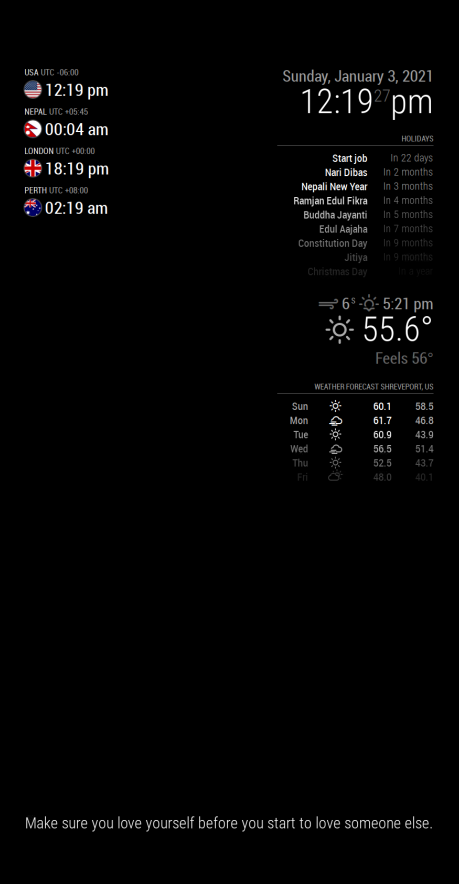 USA UTC -06:00
12:19 pm
NEPAL UTC +05:45
00:04 am
LONDON UTC +00:00
18:19 pm
PERTH UTC +08:00
02:19 am
Sunday, January 3, 2021
12:19 27 pm
HOLIDAYS
Start job In 22 days
Nari Dibas In 2 months
Nepali New Year In 3 months
Ramjan Edul Fikra In 4 months
Buddha Jayanti In 5 months
Edul Aajaha In 7 months
Constitution Day In 9 months
Jitiya In 9 months
Christmas Day In a year
6 S 5:21 pm
55.6°
Feels 56°
WEATHER FORECAST SHREVEPORT, US
Sun 60.1 58.5
Mon 61.7 46.8
Tue 60.9 43.9
Wed 56.5 51.4
Thu 52.5 43.7
Fri 48.0 40.1
Make sure you love yourself before you start to love someone else.